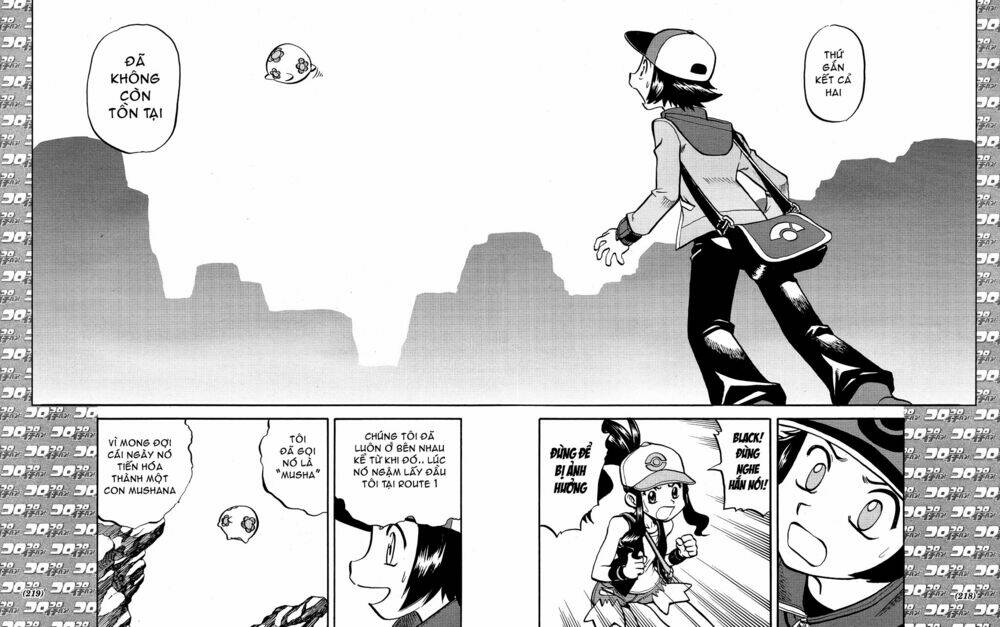 THỨ
GẮN
KẾT CẢ
HAI
ĐÃ
KHÔNG
CÒN
TỒN TẠI
BLACK!
ĐỪNG
NGHE
HẮN NÓI!
ĐỪNG ĐỂ
BỊ ẢNH
HƯỞNG
CHÚNG TÔI ĐÃ
LUÔN Ở BÊN NHAU
KỂ TỪ KHI ĐÓ.. LÚC
NÓ NGẬM LẤY ĐẦU
TÔI TẠI ROUTE 1
TÔI
ĐÃ GỌI
NÓ LÀ
"MUSHA"
VÌ MONG ĐỢI
CÁI NGÀY NÓ
TIẾN HÓA
THÀNH MỘT
CON MUSHANA
(218)
(219)